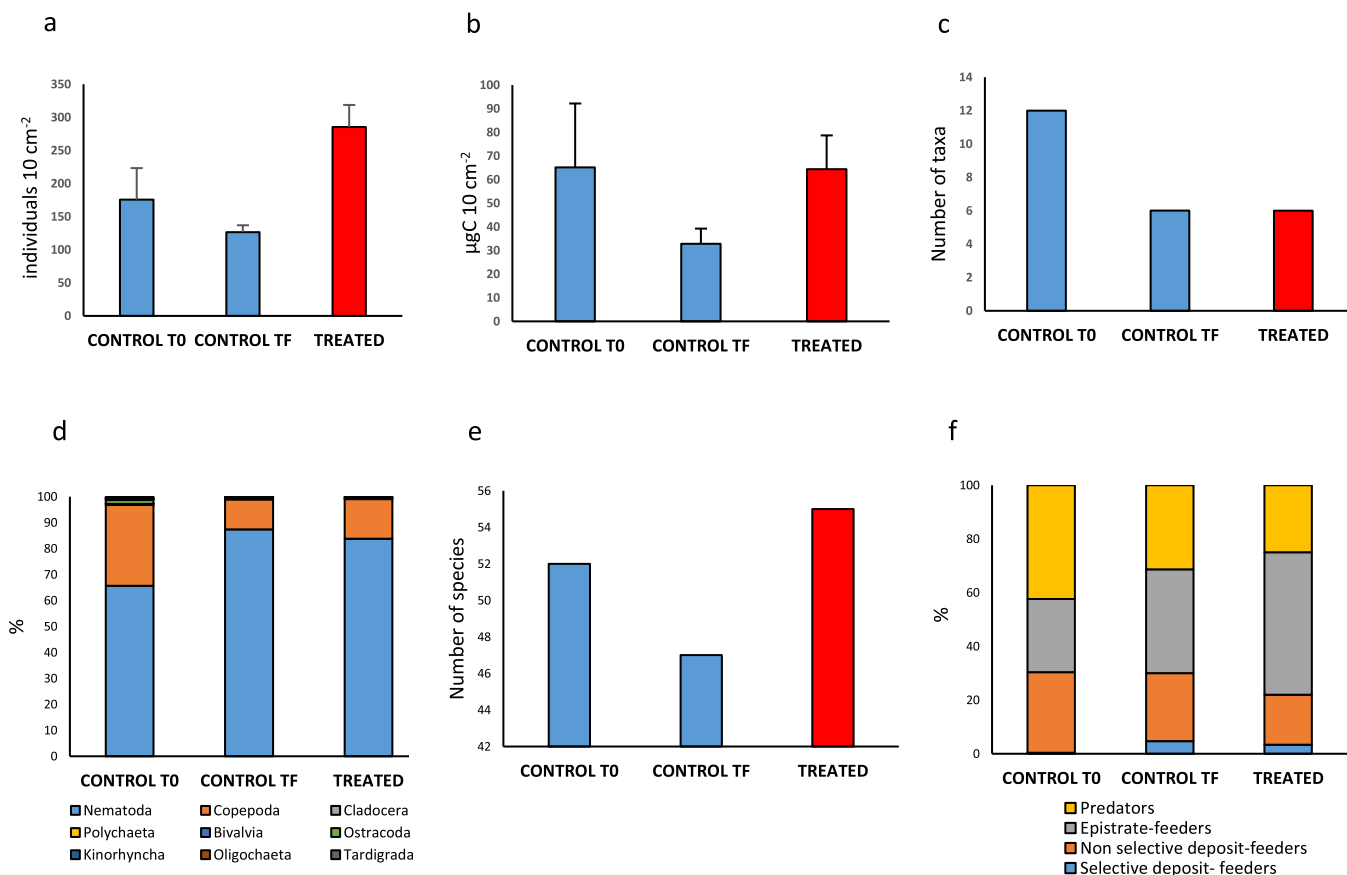 a
individuals 10 cm-2
350
300
250
200
150
100
50
0
CONTROL T0 CONTROL TF TREATED
b
µgC 10 cm-2
100
90
80
70
60
50
40
30
20
10
0
CONTROL T0 CONTROL TF TREATED
c
Number of taxa
14
12
10
8
6
4
2
0
CONTROL T0 CONTROL TF TREATED
d
%
100
90
80
70
60
50
40
30
20
10
0
CONTROL T0 CONTROL TF TREATED
Nematoda Copepoda Cladocera
Polychaeta Bivalvia Ostracoda
Kinorhyncha Oligochaeta Tardigrada
e
Number of species
56
54
52
50
48
46
44
42
CONTROL T0 CONTROL TF TREATED
f
%
100
80
60
40
20
0
CONTROL T0 CONTROL TF TREATED
Predators
Epistrate-feeders
Non selective deposit-feeders
Selective deposit- feeders